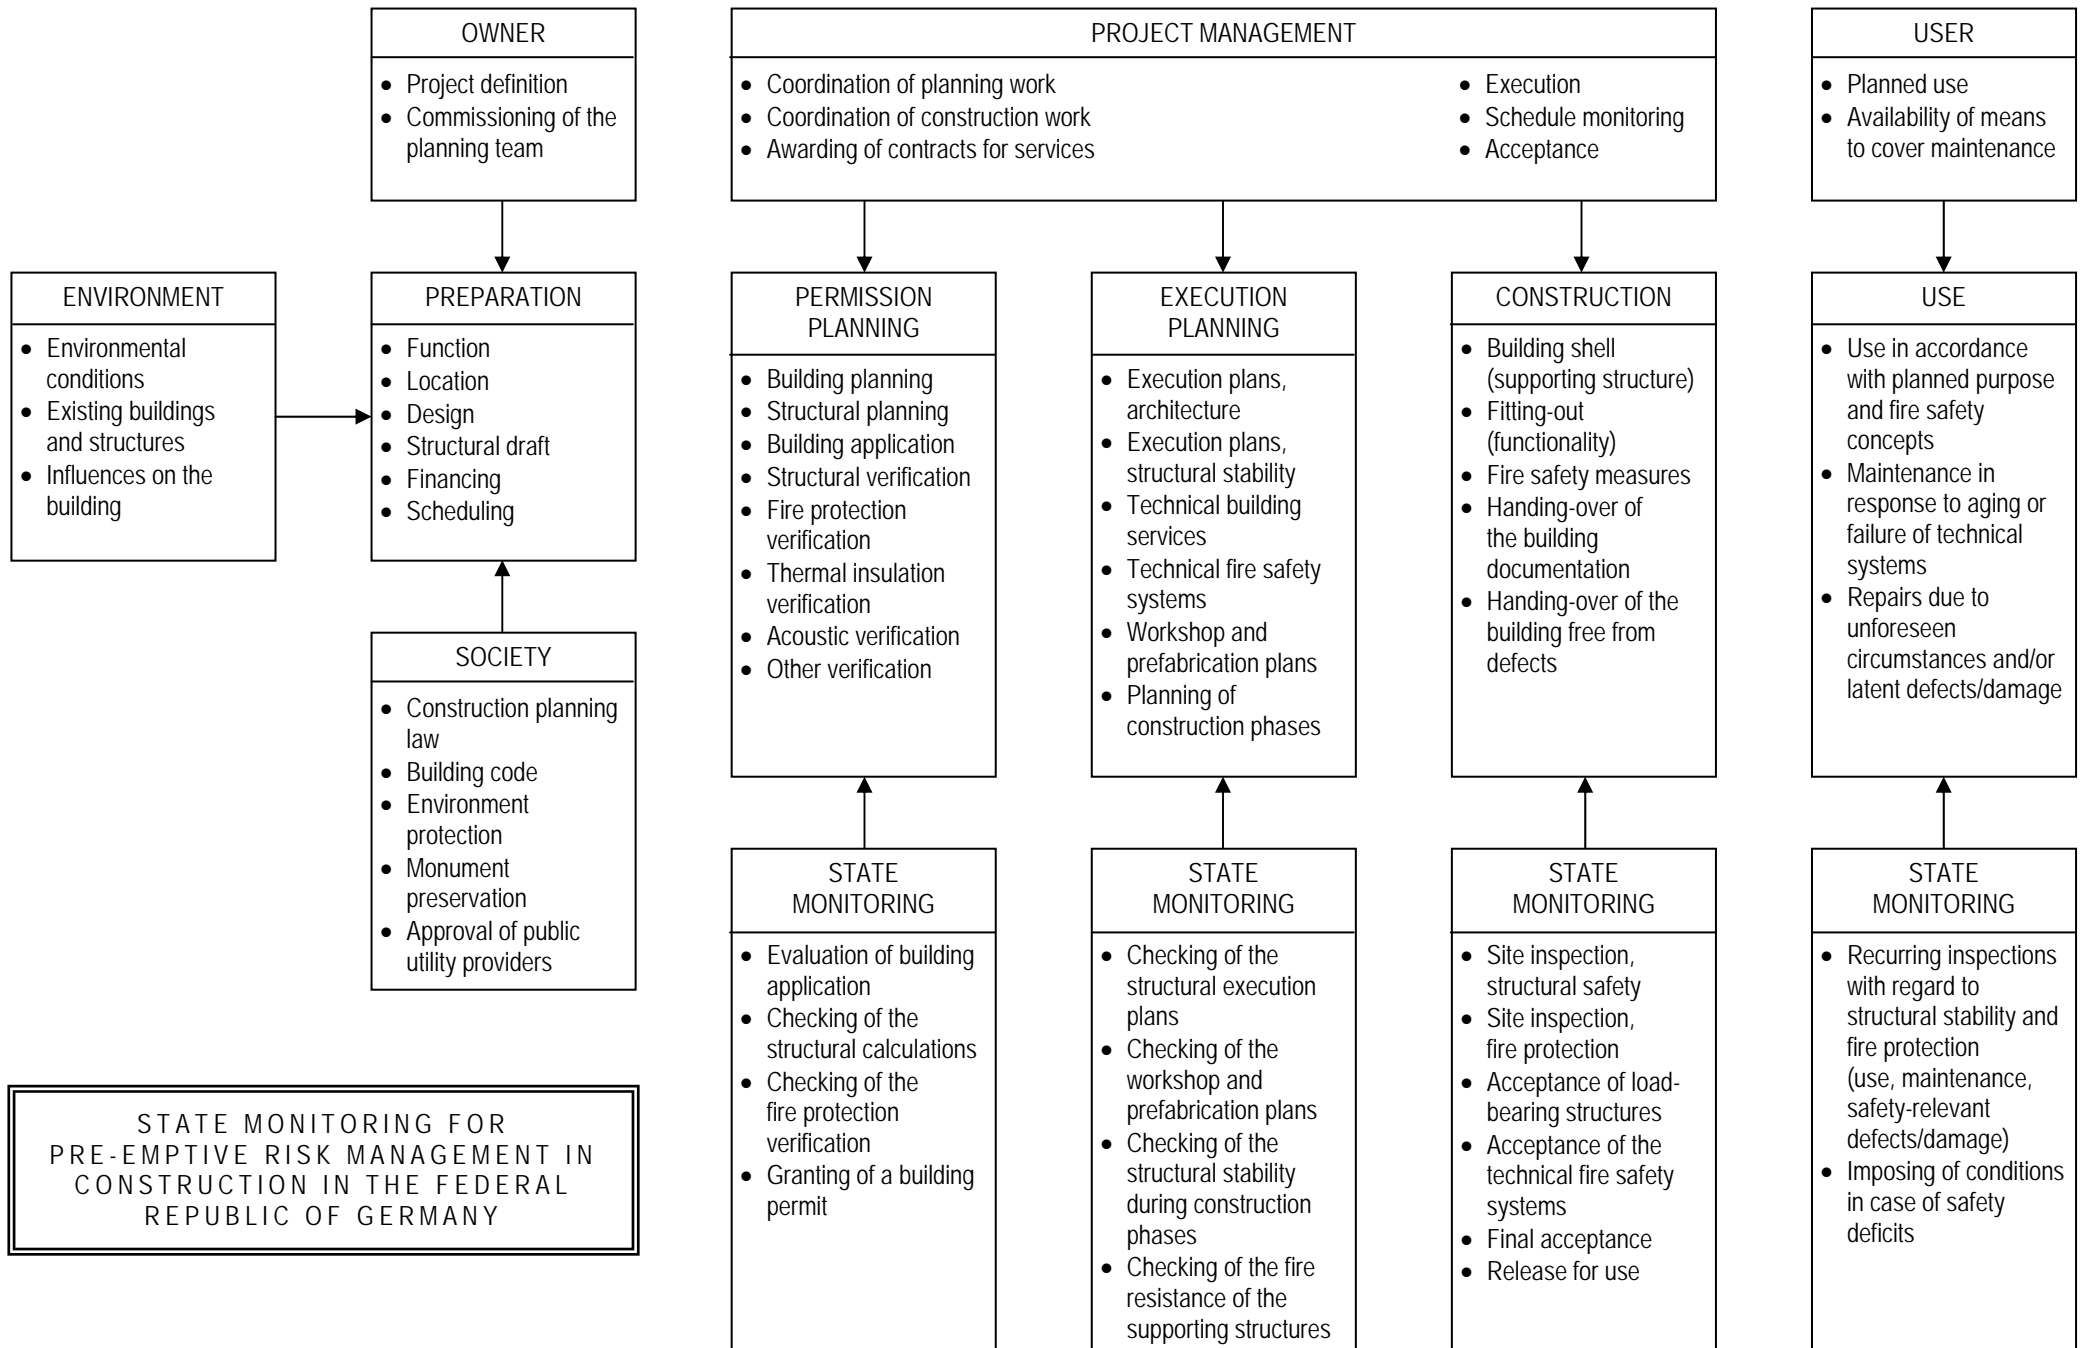 OWNER
• Project definition
• Commissioning of the
planning team
PROJECT MANAGEMENT
• Coordination of planning work
• Coordination of construction work
• Awarding of contracts for services
• Execution
• Schedule monitoring
• Acceptance
USER
• Planned use
• Availability of means
to cover maintenance
ENVIRONMENT
• Environmental
conditions
• Existing buildings
and structures
• Influences on the
building
PREPARATION
• Function
• Location
• Design
• Structural draft
• Financing
• Scheduling
PERMISSION
PLANNING
• Building planning
• Structural planning
• Building application
• Structural verification
• Fire protection
verification
• Thermal insulation
verification
• Acoustic verification
• Other verification
EXECUTION
PLANNING
• Execution plans,
architecture
• Execution plans,
structural stability
• Technical building
services
• Technical fire safety
systems
• Workshop and
prefabrication plans
• Planning of
construction phases
CONSTRUCTION
• Building shell
(supporting structure)
• Fitting-out
(functionality)
• Fire safety measures
• Handing-over of
the building
documentation
• Handing-over of the
building free from
defects
USE
• Use in accordance
with planned purpose
and fire safety
concepts
• Maintenance in
response to aging or
failure of technical
systems
• Repairs due to
unforeseen
circumstances and/or
latent defects/damage
SOCIETY
• Construction planning
law
• Building code
• Environment
protection
• Monument
preservation
• Approval of public
utility providers
STATE
MONITORING
• Evaluation of building
application
• Checking of the
structural calculations
• Checking of the
fire protection
verification
• Granting of a building
permit
STATE
MONITORING
• Checking of the
structural execution
plans
• Checking of the
workshop and
prefabrication plans
• Checking of the
structural stability
during construction
phases
• Checking of the fire
resistance of the
supporting structures
STATE
MONITORING
• Site inspection,
structural safety
• Site inspection,
fire protection
• Acceptance of load-
bearing structures
• Acceptance of the
technical fire safety
systems
• Final acceptance
• Release for use
STATE
MONITORING
• Recurring inspections
with regard to
structural stability and
fire protection
(use, maintenance,
safety-relevant
defects/damage)
• Imposing of conditions
in case of safety
deficits
STATE MONITORING FOR
PRE-EMPTIVE RISK MANAGEMENT IN
CONSTRUCTION IN THE FEDERAL
REPUBLIC OF GERMANY